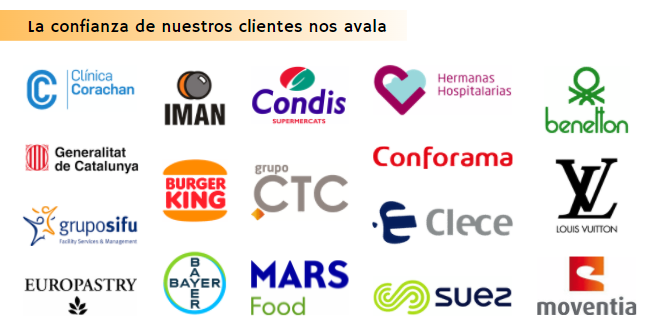 La confianza de nuestros clientes nos avala
Clínica
Corachan
IMAN
Condis
SUPERMERCATS
Hermanas
Hospitalarias
benetton
Generalitat
de Catalunya
BURGER
KING
grupo
CTC
Conforama
LOUIS VUITTON
gruposifu
Facility Services & Management
Clece
EUROPASTRY
BAYER
BAYER
MARS
Food
suez
moventia